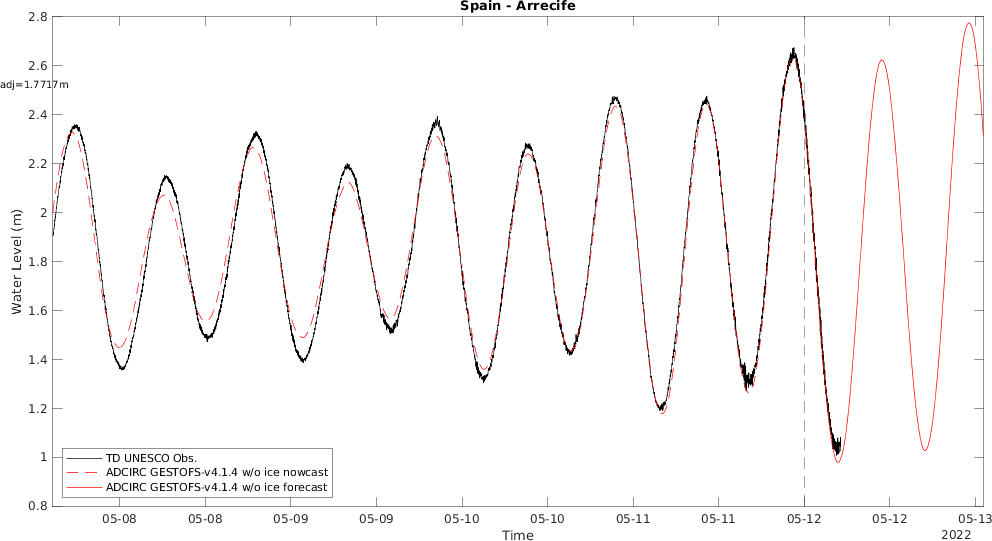 Spain - Arrecife
2.8
2.6
adj=1.7717m
2.4
2.2
2
1.8
1.6
1.4
1.2
1
0.8
Water Level (m)
TD UNESCO Obs.
ADCIRC GESTOFS-v4.1.4 w/o ice nowcast
ADCIRC GESTOFS-v4.1.4 w/o ice forecast
05-08 05-08 05-09 05-09 05-10 05-10 05-11 05-11 05-12 05-12 05-13
Time
2022